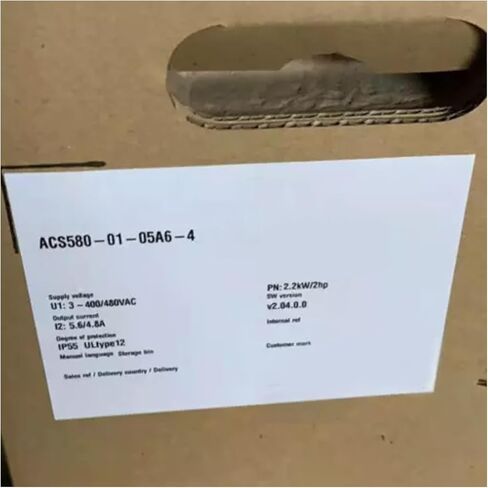 ACS580-01-05A6-4
Supply voltage
U1: 3~400/480VAC
Output current
I2: 5.6/4.8A
Degree of protection
IP55 ULtype12
Manual language Storage bin
Sales ref / Delivery country / Delivery
PN: 2.2kW/2hp
SW version
v2.04.0.0
Internal ref
Customer mark